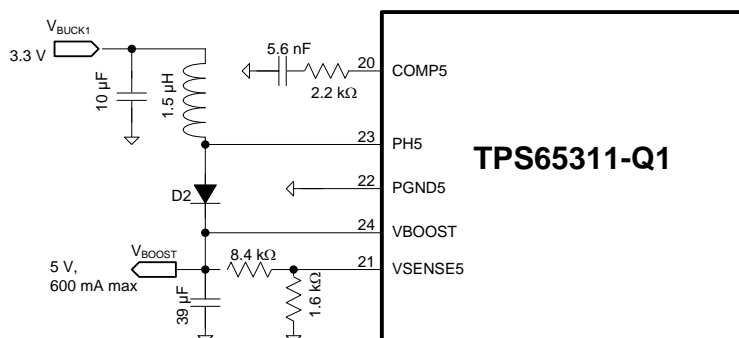 V_BUCK1
3.3 V
10 µF
1.5 µH
5.6 nF
2.2 kΩ
20
COMP5
23
PH5
TPS65311-Q1
22
PGND5
D2
24
VBOOST
V_BOOST
5 V,
600 mA max
8.4 kΩ
21
VSENSE5
39 µF
1.6 kΩ